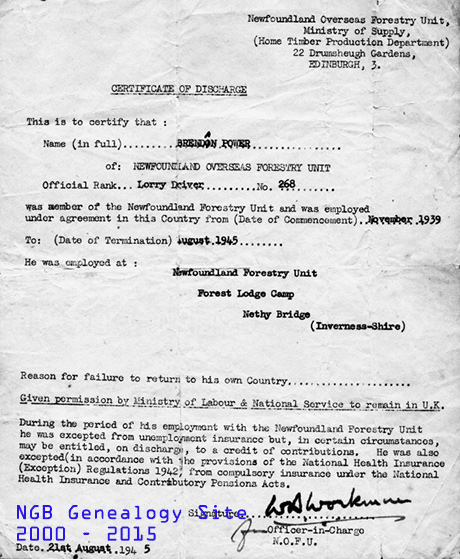 Newfoundland Overseas Forestry Unit,
Ministry of Supply,
(Home Timber Production Department)
22 Drumsheugh Gardens,
EDINBURGH, 3.
CERTIFICATE OF DISCHARGE
This is to certify that :
Name (in full)..........BRENDON POWER..............
of: NEWFOUNDLAND OVERSEAS FORESTRY UNIT
Official Rank... Lorry Driver.........No. 268.........
was member of the Newfoundland Forestry Unit and was employed
under agreement in this Country from (Date of Commencement)..November 1939
To: (Date of Termination) August.1945........
He was employed at :
Newfoundland Forestry Unit
Forest Lodge Camp
Nethy Bridge
(Inverness-Shire)
Reason for failure to return to his own Country......................
Given permission by Ministry of Labour & National Service to remain in U.K.
During the period of his employment with the Newfoundland Forestry Unit
he was excepted from unemployment insurance but, in certain circumstances,
may be entitled, on discharge, to a credit of contributions. He was also
excepted(in accordance with the provisions of the National Health Insurance
(Exception) Regulations 1942, from compulsory insurance under the National
Health Insurance and Contributory Pensions Acts.
Signature. W D Workman
for Officer-in-Chargo
N.O.F.U.
NGB Genealogy Site
2000 - 2015
Date. 21st August.194 5